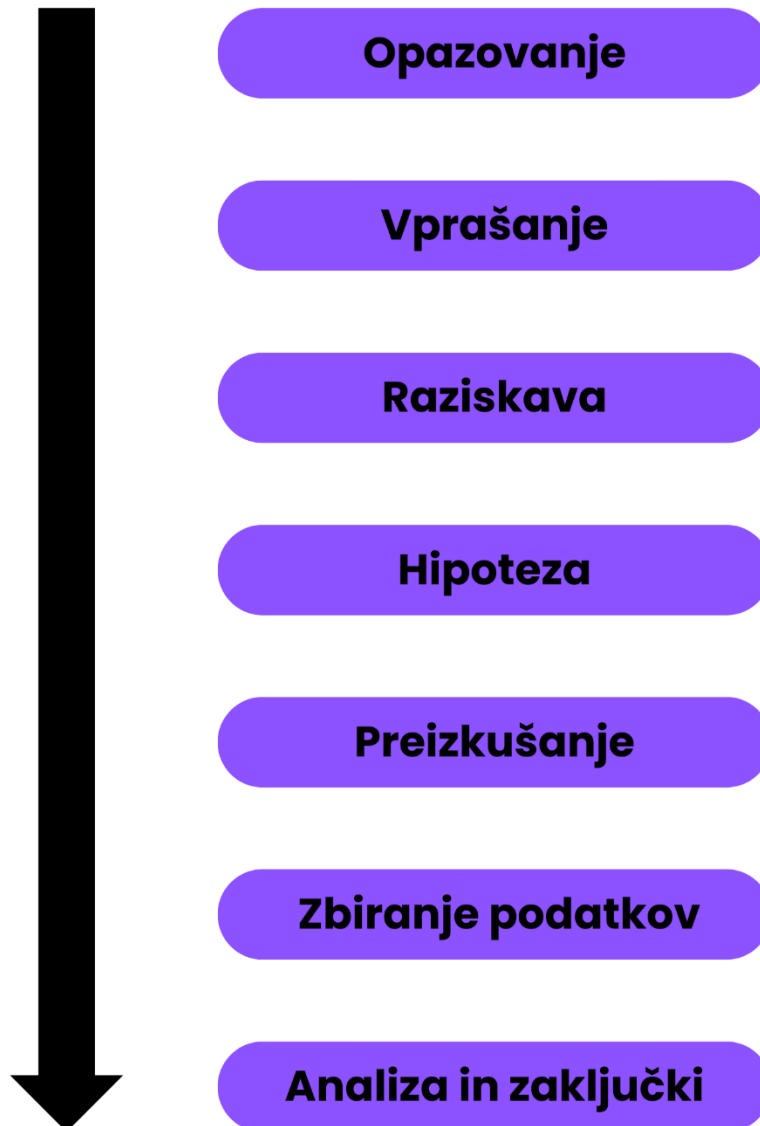 Opazovanje
Vprašanje
Raziskava
Hipoteza
Preizkušanje
Zbiranje podatkov
Analiza in zaključki